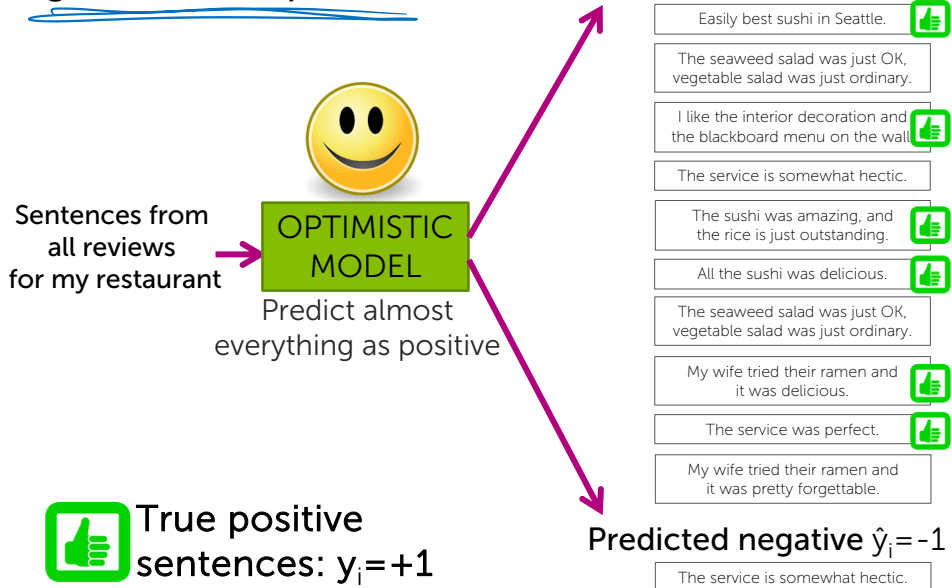 Easily best sushi in Seattle.
The seaweed salad was just OK,
vegetable salad was just ordinary.
I like the interior decoration and
the blackboard menu on the wall
The service is somewhat hectic.
The sushi was amazing, and
the rice is just outstanding.
All the sushi was delicious.
The seaweed salad was just OK,
vegetable salad was just ordinary.
My wife tried their ramen and
it was delicious.
The service was perfect.
My wife tried their ramen and
it was pretty forgettable.
Sentences from
all reviews
for my restaurant
OPTIMISTIC
MODEL
Predict almost
everything as positive
True positive
sentences: yᵢ=+1
Predicted negative ŷᵢ=-1
The service is somewhat hectic.